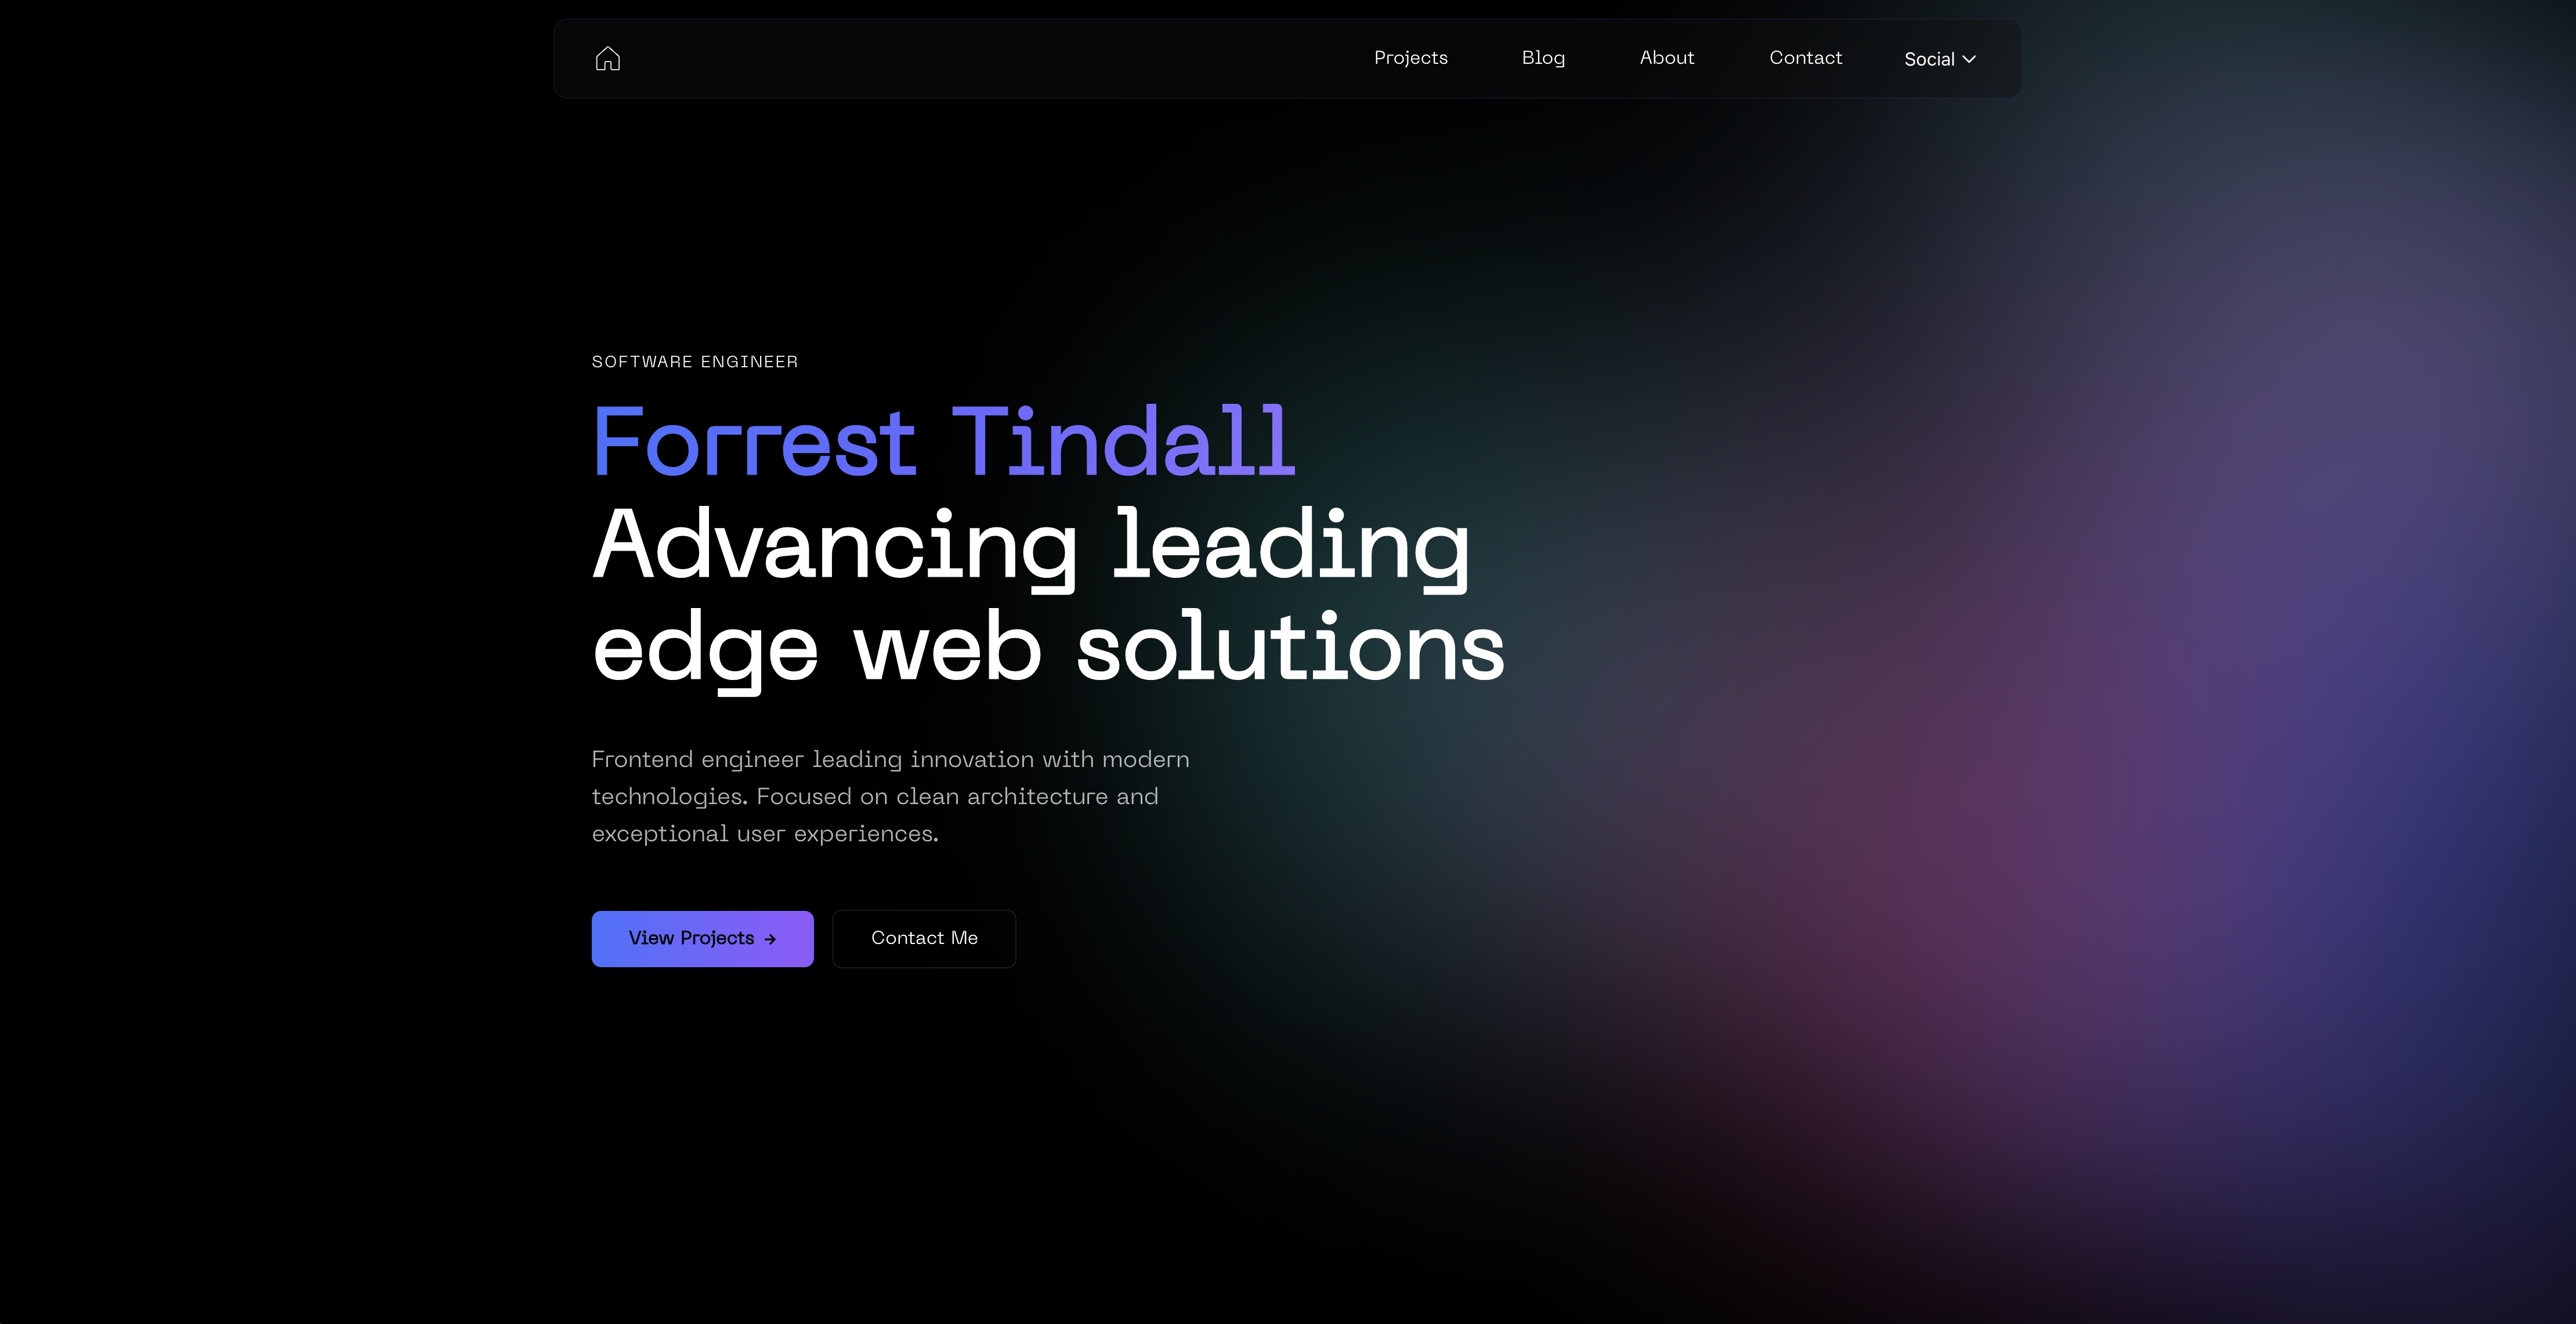 Projects Blog About Contact Social
SOFTWARE ENGINEER
Forrest Tindall
Advancing leading
edge web solutions
Frontend engineer leading innovation with modern
technologies. Focused on clean architecture and
exceptional user experiences.
View Projects → Contact Me